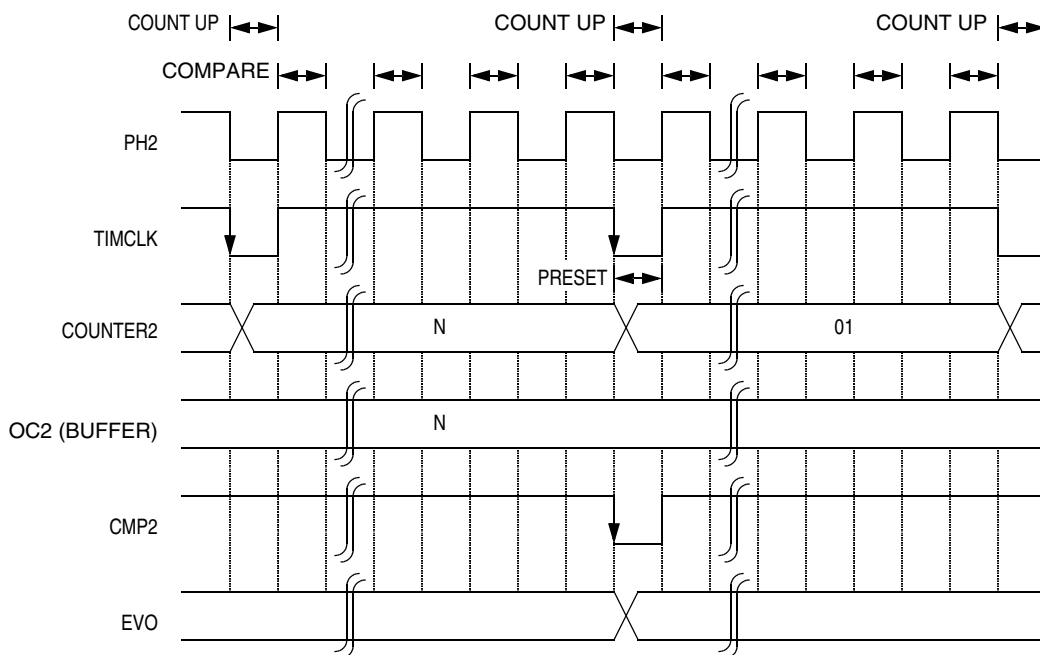 COUNT UP COUNT UP COUNT UP
COMPARE
PH2
TIMCLK
PRESET
COUNTER2 N 01
OC2 (BUFFER) N
CMP2
EVO